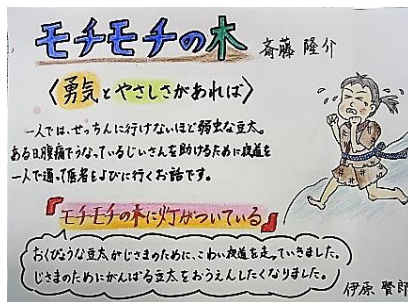 モチモチの木 斎藤 隆介
〈勇気とやさしさがあれば〉
一人では、せっちんに行けないほど弱虫な豆太。
ある日腹痛でうなっているじいさんを助けるために夜道を
一人で通って医者をよびに行くお話です。
『モチモチの木に灯がついている』
おくびょうな豆太がじさまのために、こわい夜道を走っていきました。
じさまのためにがんばる豆太をおうえんしたくなりました。
伊原 賢郎